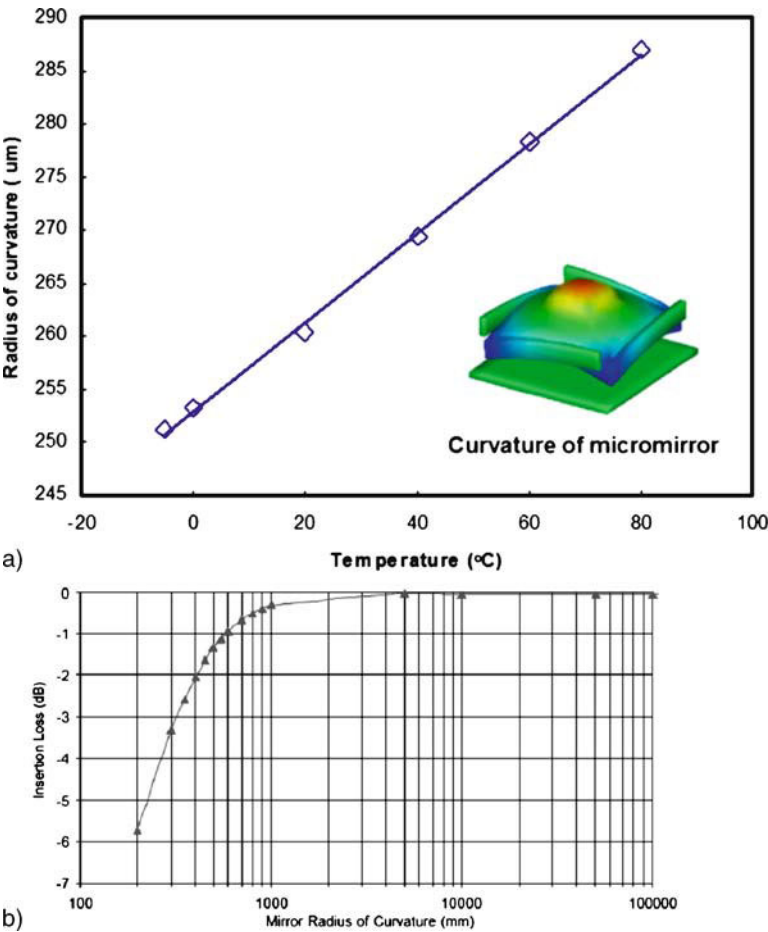 290
285
280
275
270
265
260
255
250
245
Radius of curvature ( um)
-20 0 20 40 60 80 100
Temperature (°C)
Curvature of micromirror
a)
0
-1
-2
-3
-4
-5
-6
-7
Insertion Loss (dB)
100 1000 10000 100000
Mirror Radius of Curvature (mm)
b)